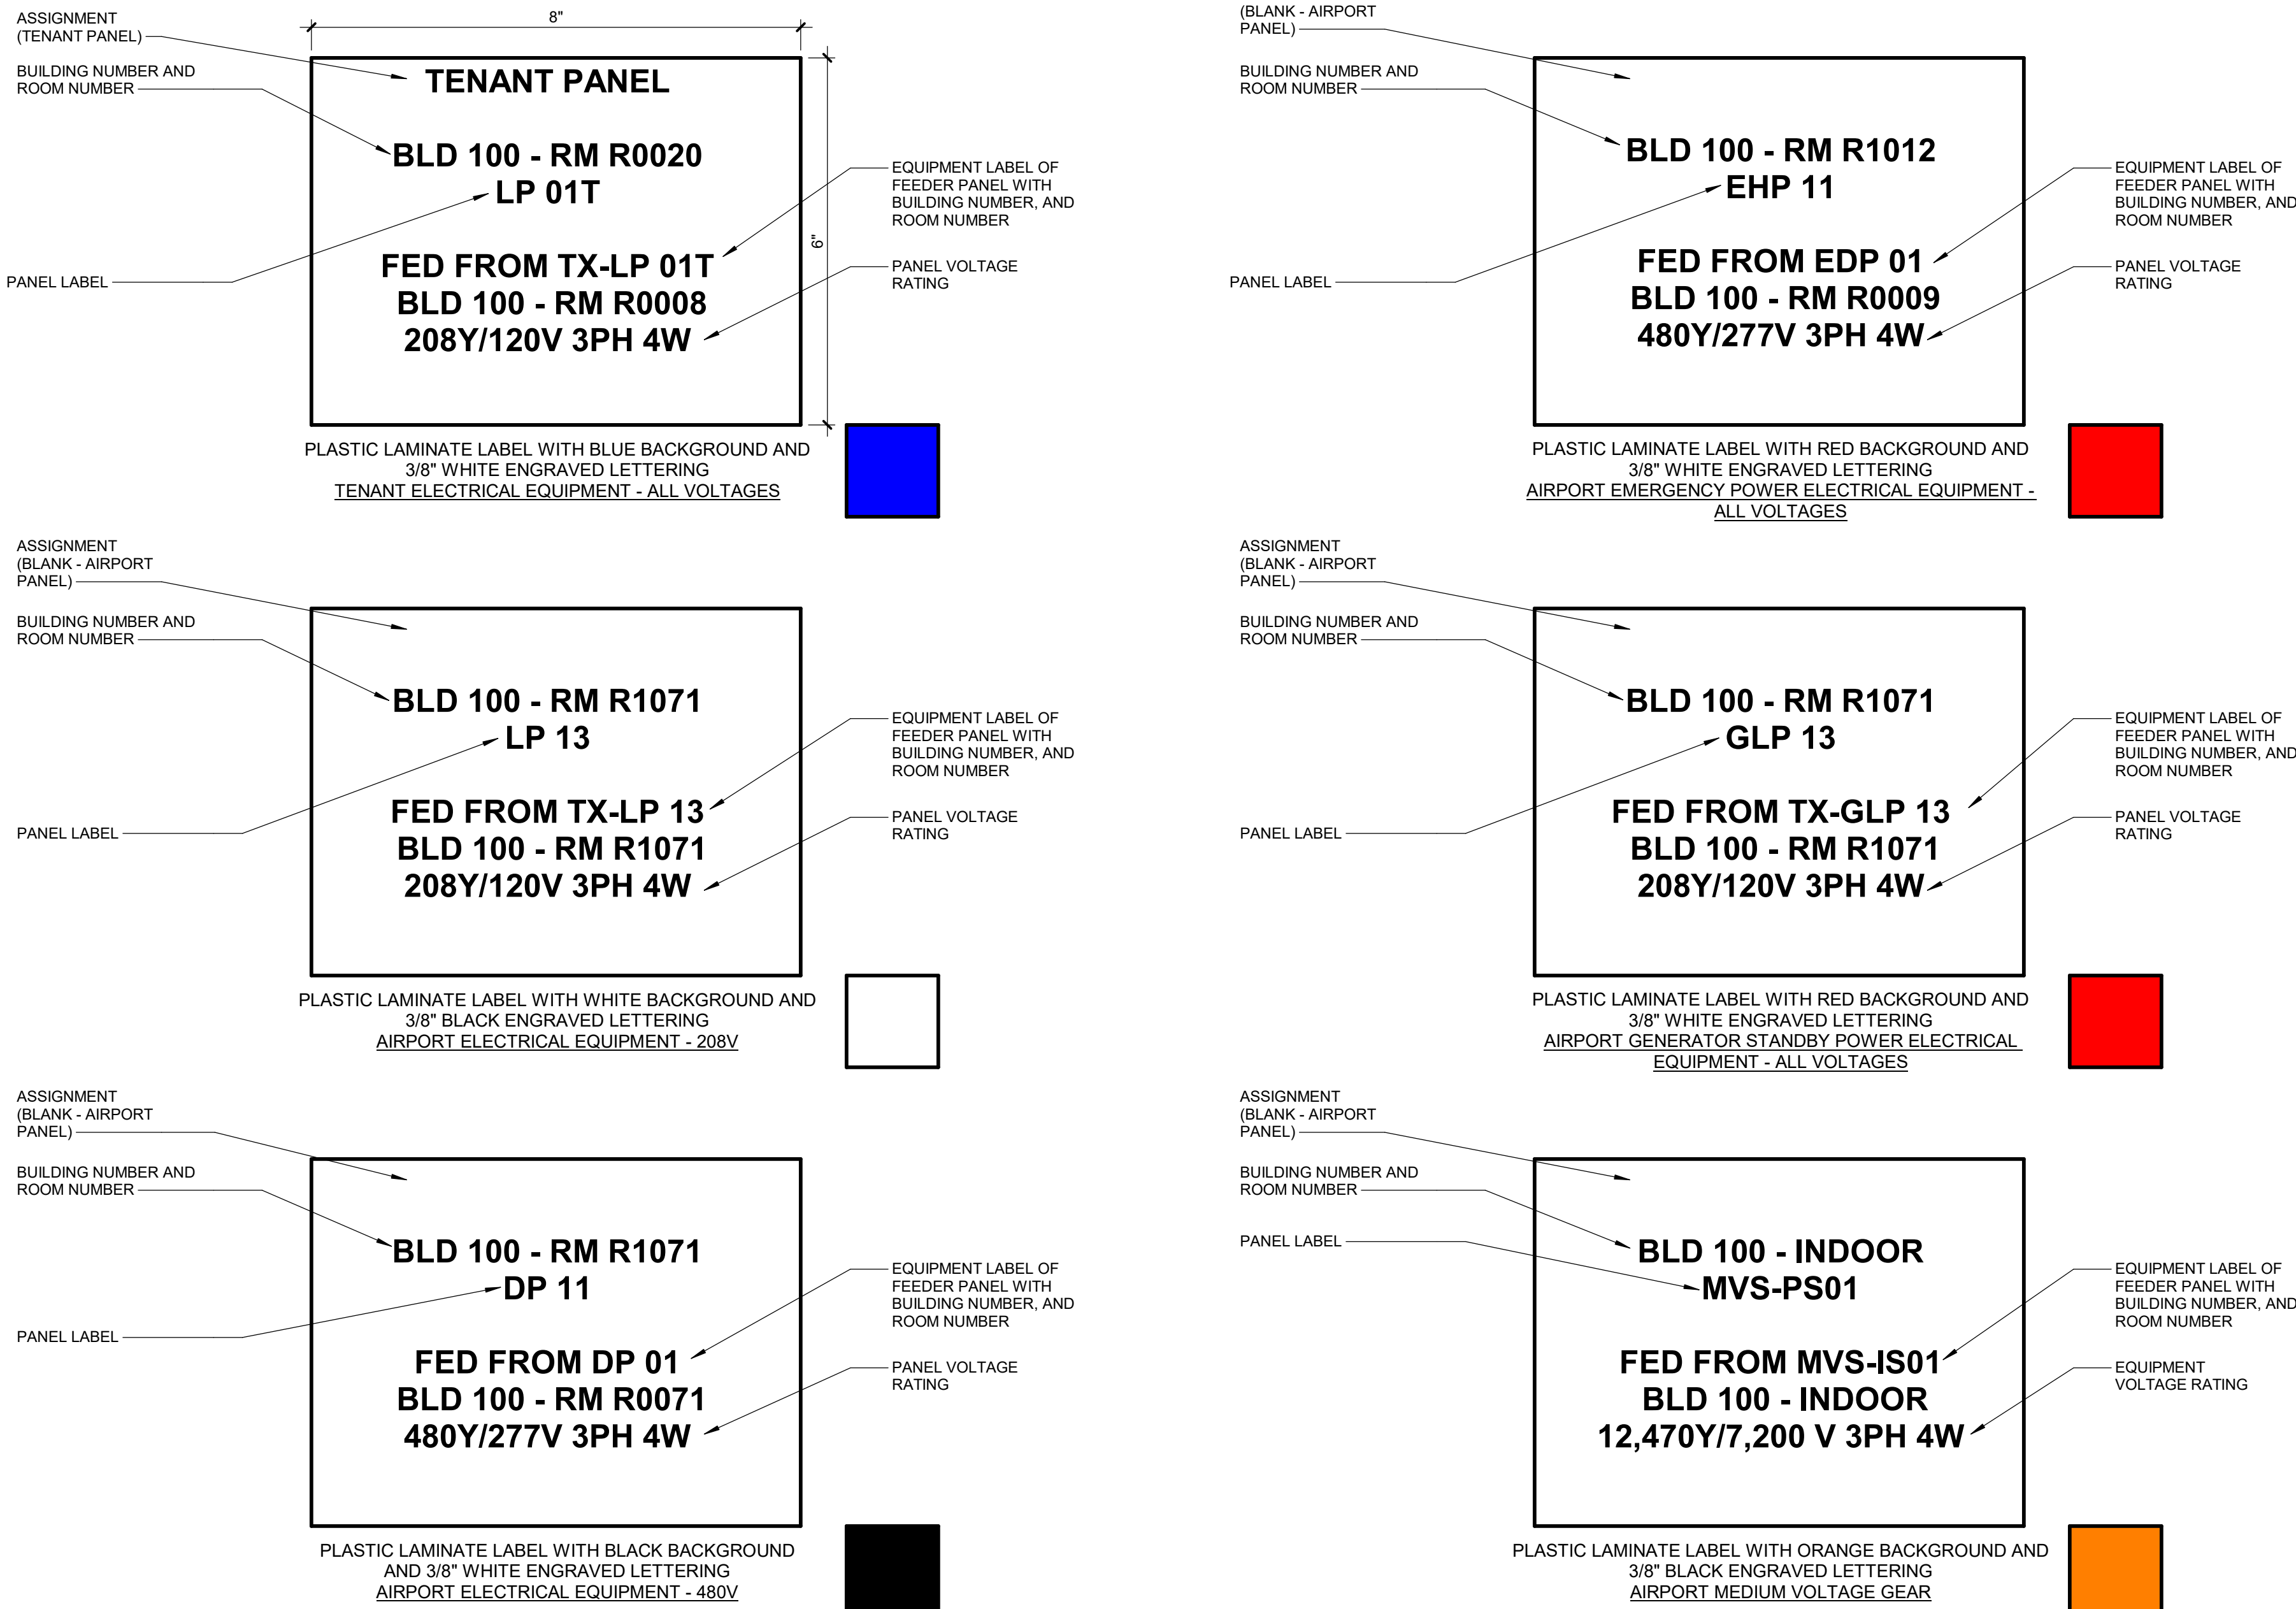 ASSIGNMENT
(TENANT PANEL)
BUILDING NUMBER AND
ROOM NUMBER
PANEL LABEL
8"
6"
TENANT PANEL
BLD 100 - RM R0020
LP 01T
FED FROM TX-LP 01T
BLD 100 - RM R0008
208Y/120V 3PH 4W
EQUIPMENT LABEL OF
FEEDER PANEL WITH
BUILDING NUMBER, AND
ROOM NUMBER
PANEL VOLTAGE
RATING
PLASTIC LAMINATE LABEL WITH BLUE BACKGROUND AND
3/8" WHITE ENGRAVED LETTERING
TENANT ELECTRICAL EQUIPMENT - ALL VOLTAGES
(BLANK - AIRPORT
PANEL)
BUILDING NUMBER AND
ROOM NUMBER
PANEL LABEL
BLD 100 - RM R1012
EHP 11
FED FROM EDP 01
BLD 100 - RM R0009
480Y/277V 3PH 4W
EQUIPMENT LABEL OF
FEEDER PANEL WITH
BUILDING NUMBER, AND
ROOM NUMBER
PANEL VOLTAGE
RATING
PLASTIC LAMINATE LABEL WITH RED BACKGROUND AND
3/8" WHITE ENGRAVED LETTERING
AIRPORT EMERGENCY POWER ELECTRICAL EQUIPMENT -
ALL VOLTAGES
ASSIGNMENT
(BLANK - AIRPORT
PANEL)
BUILDING NUMBER AND
ROOM NUMBER
PANEL LABEL
BLD 100 - RM R1071
LP 13
FED FROM TX-LP 13
BLD 100 - RM R1071
208Y/120V 3PH 4W
EQUIPMENT LABEL OF
FEEDER PANEL WITH
BUILDING NUMBER, AND
ROOM NUMBER
PANEL VOLTAGE
RATING
PLASTIC LAMINATE LABEL WITH WHITE BACKGROUND AND
3/8" BLACK ENGRAVED LETTERING
AIRPORT ELECTRICAL EQUIPMENT - 208V
ASSIGNMENT
(BLANK - AIRPORT
PANEL)
BUILDING NUMBER AND
ROOM NUMBER
PANEL LABEL
BLD 100 - RM R1071
GLP 13
FED FROM TX-GLP 13
BLD 100 - RM R1071
208Y/120V 3PH 4W
EQUIPMENT LABEL OF
FEEDER PANEL WITH
BUILDING NUMBER, AND
ROOM NUMBER
PANEL VOLTAGE
RATING
PLASTIC LAMINATE LABEL WITH RED BACKGROUND AND
3/8" WHITE ENGRAVED LETTERING
AIRPORT GENERATOR STANDBY POWER ELECTRICAL
EQUIPMENT - ALL VOLTAGES
ASSIGNMENT
(BLANK - AIRPORT
PANEL)
BUILDING NUMBER AND
ROOM NUMBER
PANEL LABEL
BLD 100 - RM R1071
DP 11
FED FROM DP 01
BLD 100 - RM R0071
480Y/277V 3PH 4W
EQUIPMENT LABEL OF
FEEDER PANEL WITH
BUILDING NUMBER, AND
ROOM NUMBER
PANEL VOLTAGE
RATING
PLASTIC LAMINATE LABEL WITH BLACK BACKGROUND
AND 3/8" WHITE ENGRAVED LETTERING
AIRPORT ELECTRICAL EQUIPMENT - 480V
ASSIGNMENT
(BLANK - AIRPORT
PANEL)
BUILDING NUMBER AND
ROOM NUMBER
PANEL LABEL
BLD 100 - INDOOR
MVS-PS01
FED FROM MVS-IS01
BLD 100 - INDOOR
12,470Y/7,200 V 3PH 4W
EQUIPMENT LABEL OF
FEEDER PANEL WITH
BUILDING NUMBER, AND
ROOM NUMBER
EQUIPMENT
VOLTAGE RATING
PLASTIC LAMINATE LABEL WITH ORANGE BACKGROUND AND
3/8" BLACK ENGRAVED LETTERING
AIRPORT MEDIUM VOLTAGE GEAR